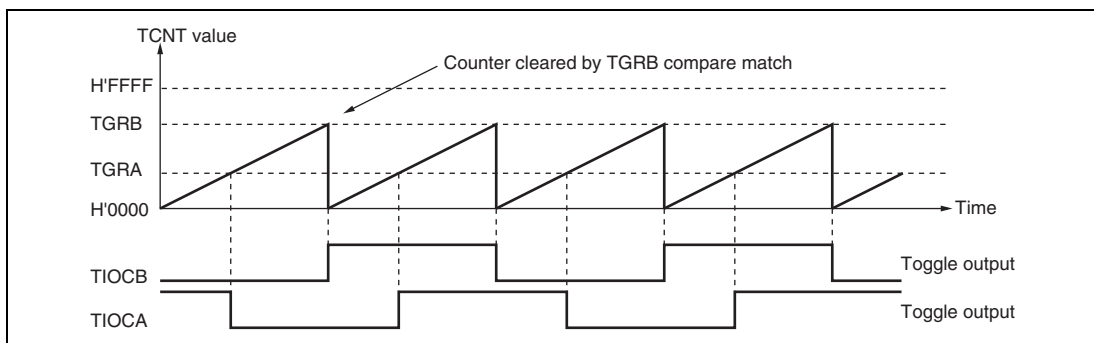 TCNT value
Counter cleared by TGRB compare match
H'FFFF
TGRB
TGRA
H'0000
Time
TIOCB
Toggle output
TIOCA
Toggle output